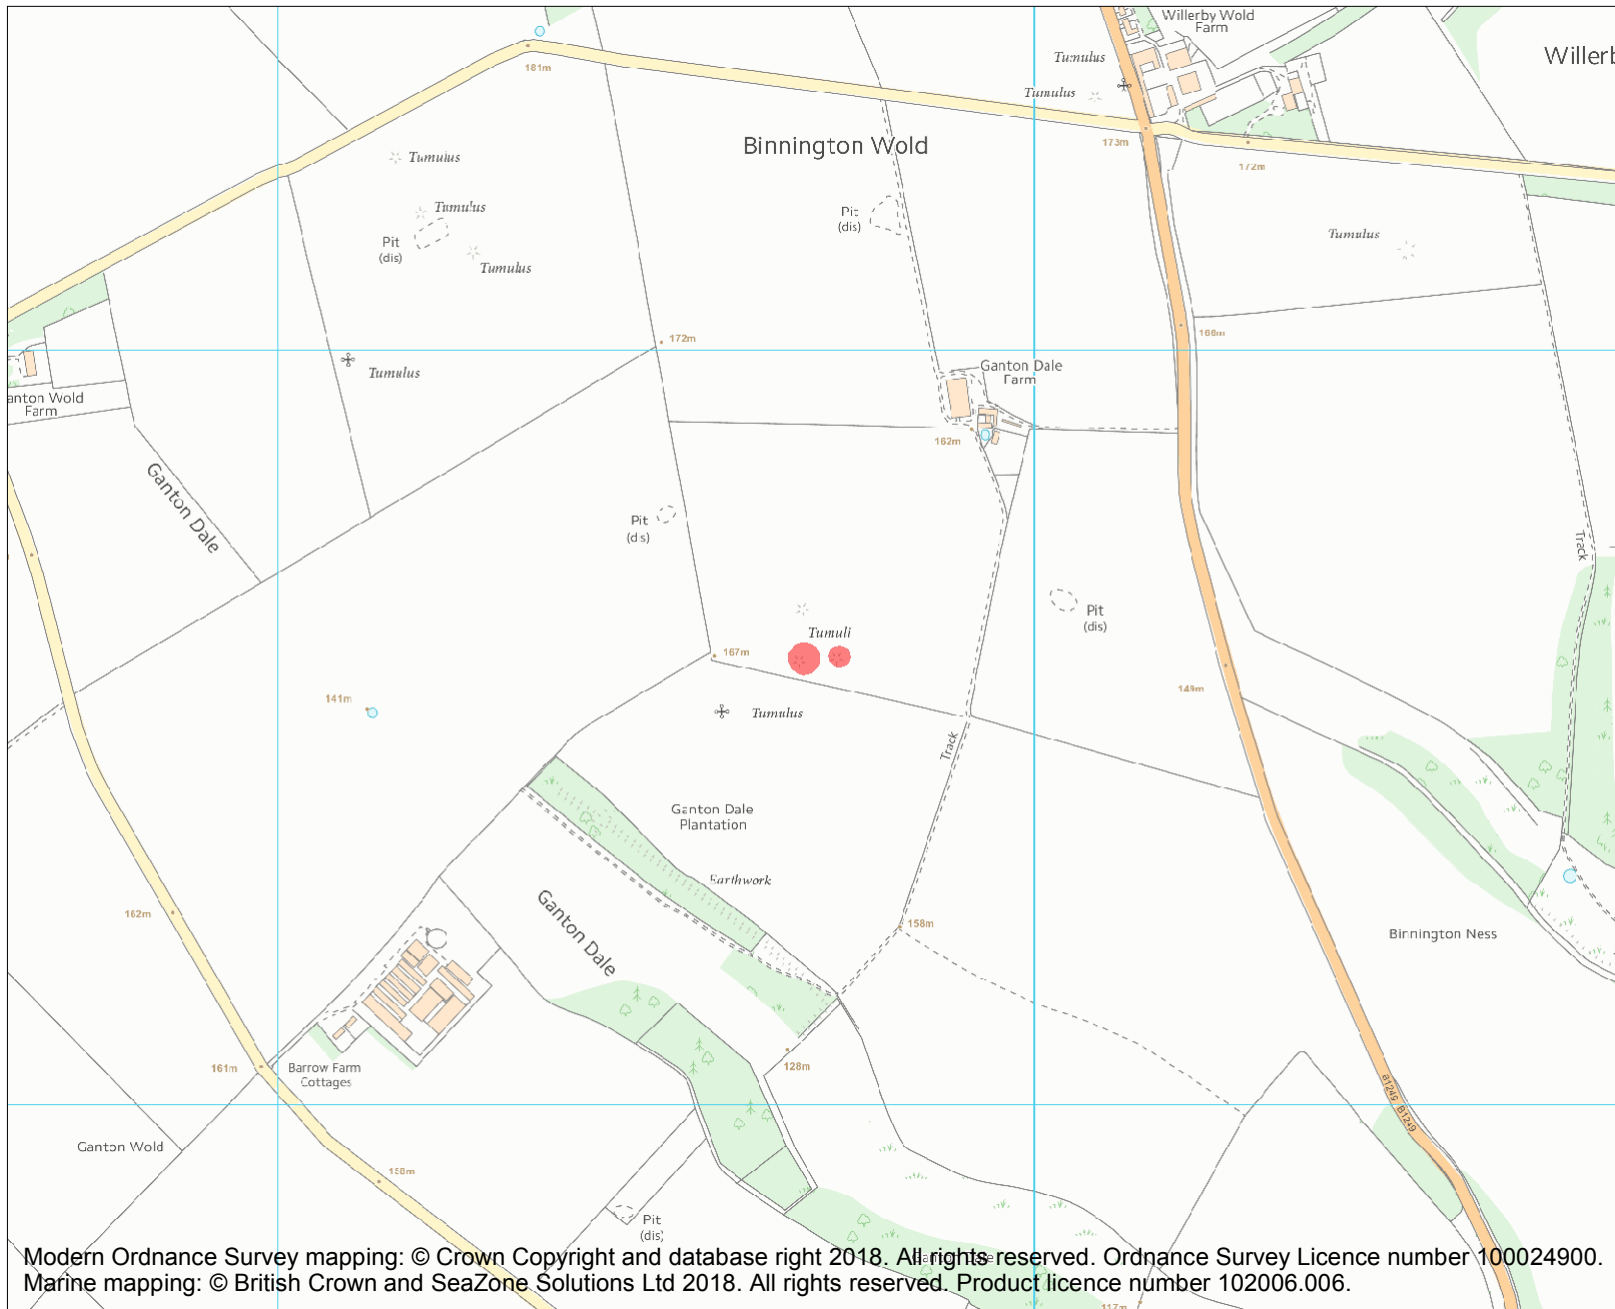 Willerby Wold
Farm
Tumulus
181m
Tumulus
Binnington Wold
173m
172m
Tumulus
Tumulus
Pit
(dis)
Tumulus
Pit
(dis)
Tumulus
172m
166m
Tumulus
Ganton Dale
Farm
anton Wold
Farm
162m
Ganton Dale
Pit
(dis)
Track
Pit
(dis)
Tumuli
167m
141m
149m
Tumulus
Track
Ganton Dale
Plantation
Earthwork
162m
158m
Ganton Dale
Binnington Ness
161m
Barrow Farm
Cottages
128m
B1249 B1249
Ganton Wold
158m
Pit
(dis)
Ganton Dale
Modern Ordnance Survey mapping: © Crown Copyright and database right 2018. All rights reserved. Ordnance Survey Licence number 100024900.
Marine mapping: © British Crown and SeaZone Solutions Ltd 2018. All rights reserved. Product licence number 102006.006.
117m